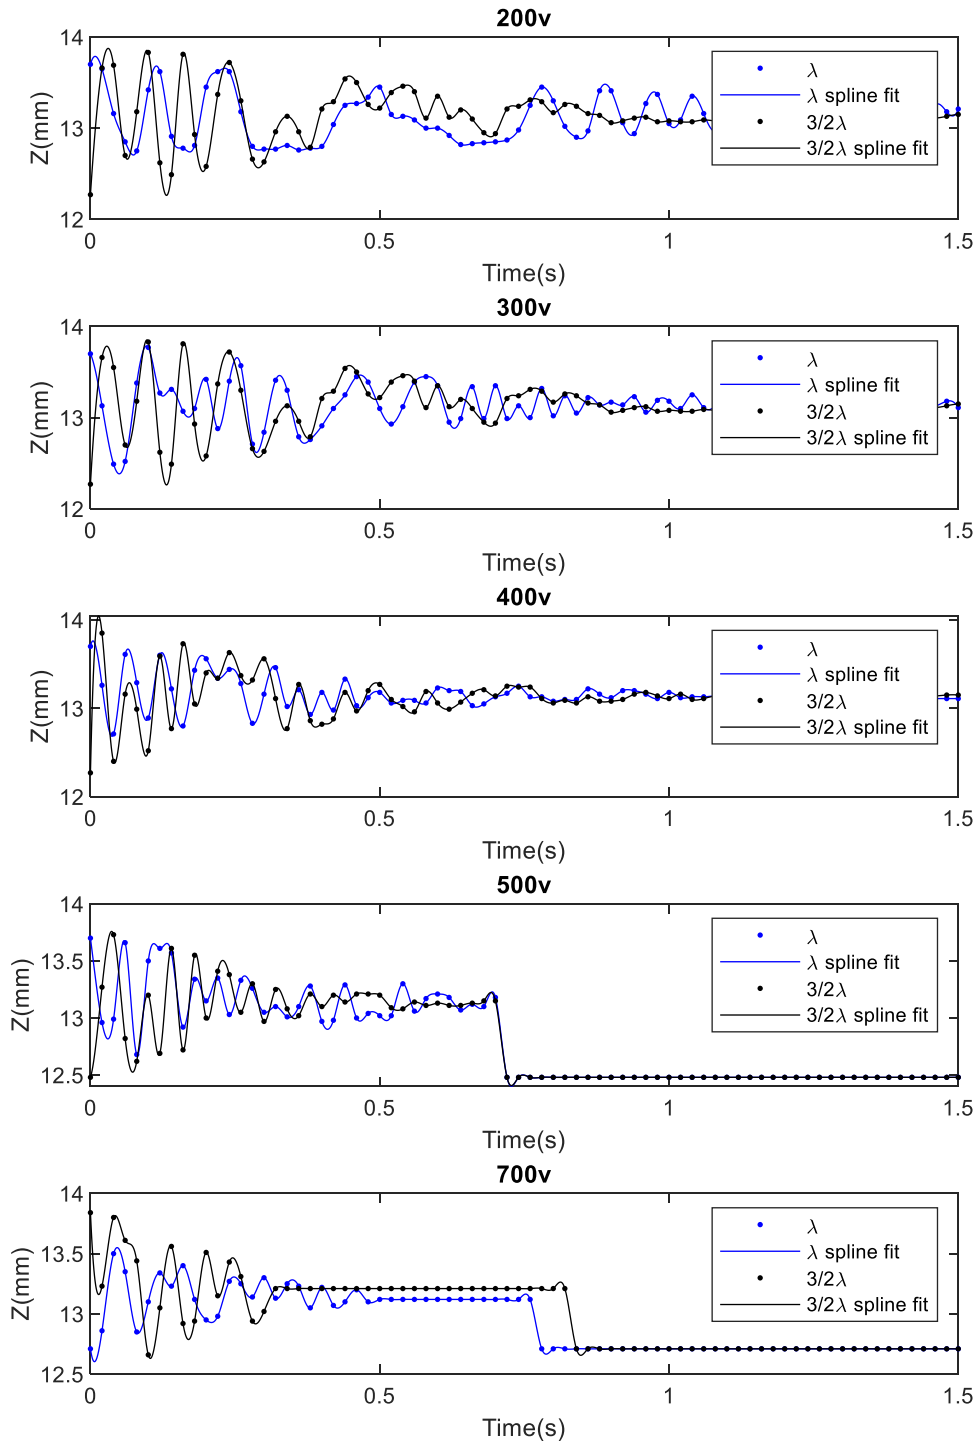 200v
14
13
12
Z(mm)
0 0.5 1 1.5
Time(s)
λ
λ spline fit
3/2λ
3/2λ spline fit
300v
14
13
12
Z(mm)
0 0.5 1 1.5
Time(s)
λ
λ spline fit
3/2λ
3/2λ spline fit
400v
14
13
12
Z(mm)
0 0.5 1 1.5
Time(s)
λ
λ spline fit
3/2λ
3/2λ spline fit
500v
14
13.5
13
12.5
Z(mm)
0 0.5 1 1.5
Time(s)
λ
λ spline fit
3/2λ
3/2λ spline fit
700v
14
13.5
13
12.5
Z(mm)
0 0.5 1 1.5
Time(s)
λ
λ spline fit
3/2λ
3/2λ spline fit